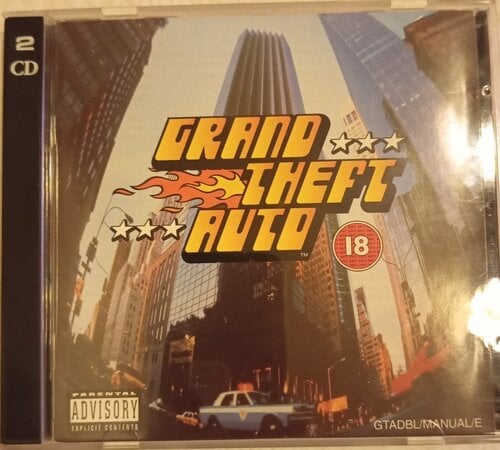 2
CD
GRAND
THEFT
AUTO
TM
18
PARENTAL
ADVISORY
EXPLICIT CONTENTS
GTADBL/MANUAL/E